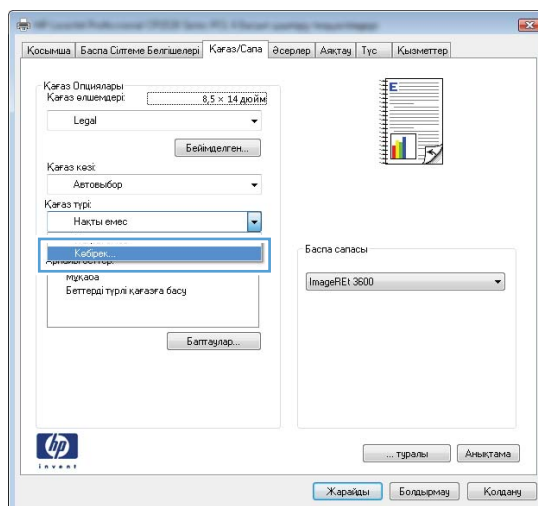 Қосымша Баспа Сілтеме Белгішелері Қағаз/Сапа Әсерлер Аяқтау Түс Қызметтер
Қағаз Опциялары
Қағаз өлшемдері: 8,5 × 14 дюйм
Legal
Бейімделген...
Қағаз көзі:
Автовыбор
Қағаз түрі:
Нақты емес
Көбірек...
Мұқаба
Беттерді түрлі қағазға басу
Баптаулар...
Баспа сапасы
ImageREt 3600
hp
invent
... туралы Анықтама
Жарайды Болдырмау Қолдану